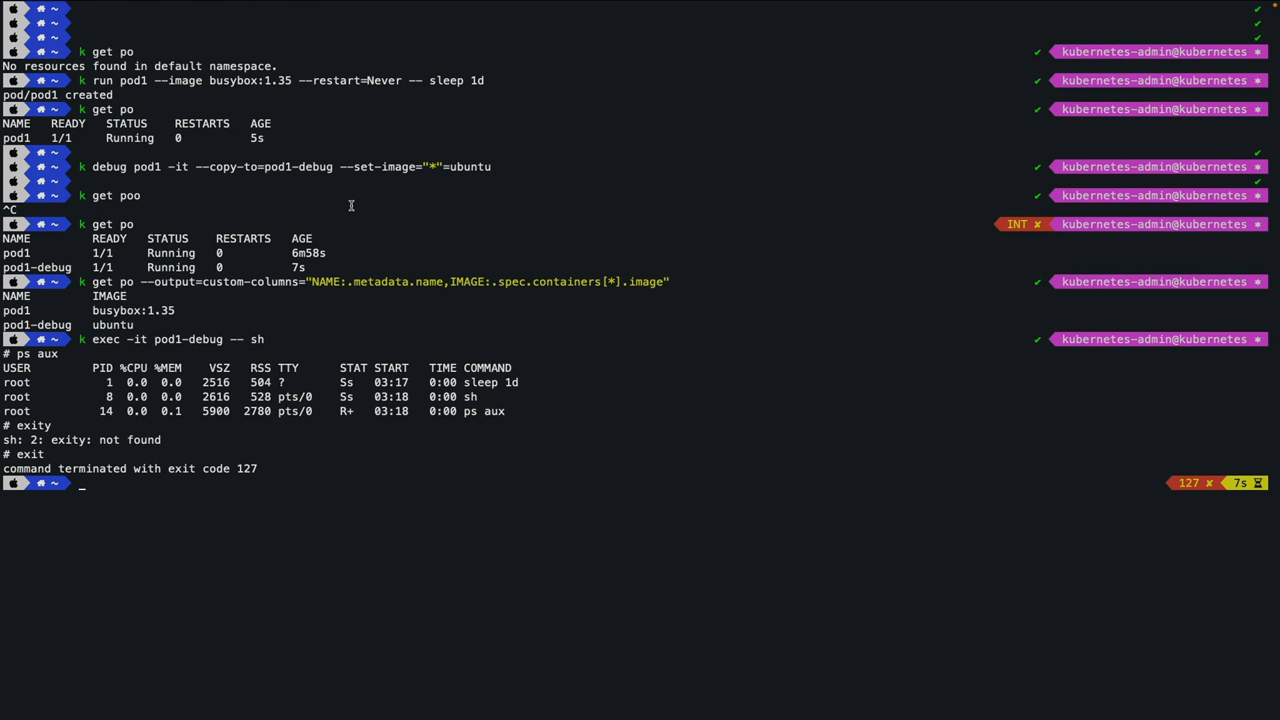 ~ ✔
~ ✔
~ ✔
~ k get po ✔ kubernetes-admin@kubernetes ⎈
No resources found in default namespace.
~ k run pod1 --image busybox:1.35 --restart=Never -- sleep 1d ✔ kubernetes-admin@kubernetes ⎈
pod/pod1 created
~ k get po ✔ kubernetes-admin@kubernetes ⎈
NAME READY STATUS RESTARTS AGE
pod1 1/1 Running 0 5s
~ ✔
~ k debug pod1 -it --copy-to=pod1-debug --set-image="*"=ubuntu ✔ kubernetes-admin@kubernetes ⎈
~ ✔
~ k get poo ✔ kubernetes-admin@kubernetes ⎈
^C
~ k get po INT ✘ kubernetes-admin@kubernetes ⎈
NAME READY STATUS RESTARTS AGE
pod1 1/1 Running 0 6m58s
pod1-debug 1/1 Running 0 7s
~ k get po --output=custom-columns="NAME:.metadata.name,IMAGE:.spec.containers[*].image" ✔ kubernetes-admin@kubernetes ⎈
NAME IMAGE
pod1 busybox:1.35
pod1-debug ubuntu
~ k exec -it pod1-debug -- sh ✔ kubernetes-admin@kubernetes ⎈
# ps aux
USER PID %CPU %MEM VSZ RSS TTY STAT START TIME COMMAND
root 1 0.0 0.0 2516 504 ? Ss 03:17 0:00 sleep 1d
root 8 0.0 0.0 2616 528 pts/0 Ss 03:18 0:00 sh
root 14 0.0 0.1 5900 2780 pts/0 R+ 03:18 0:00 ps aux
# exity
sh: 2: exity: not found
# exit
command terminated with exit code 127
~ _ 127 ✘ 7s